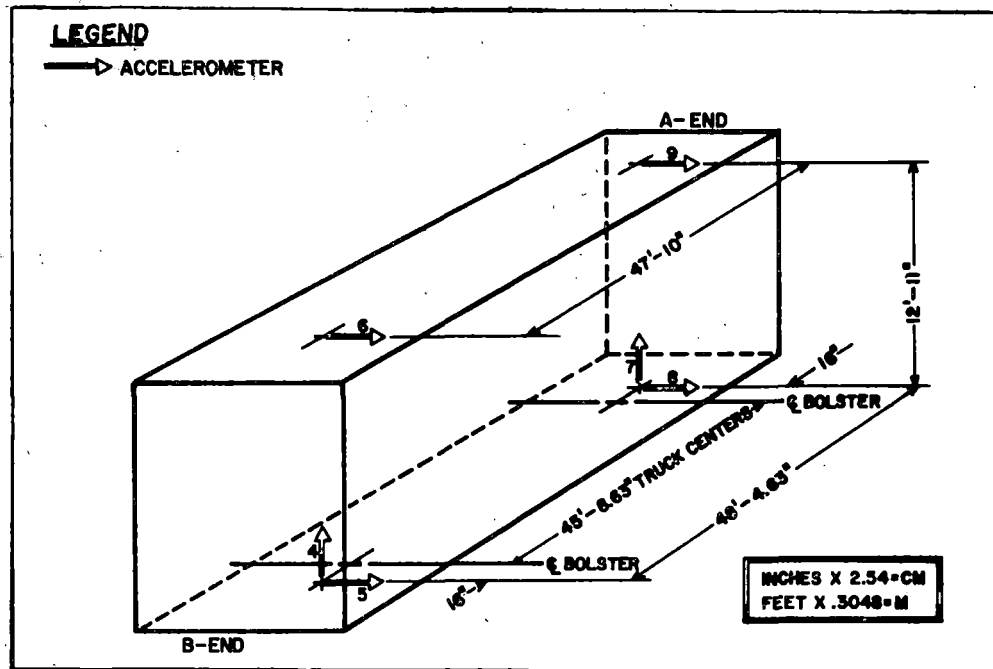 LEGEND
ACCELEROMETER
A-END
9
47'-10"
12'-11"
6
7
8
16"
℄ BOLSTER
45'-8.63" TRUCK CENTERS
48'-4.63"
4
℄ BOLSTER
5
16"
INCHES X 2.54=CM
FEET X .3048=M
B-END